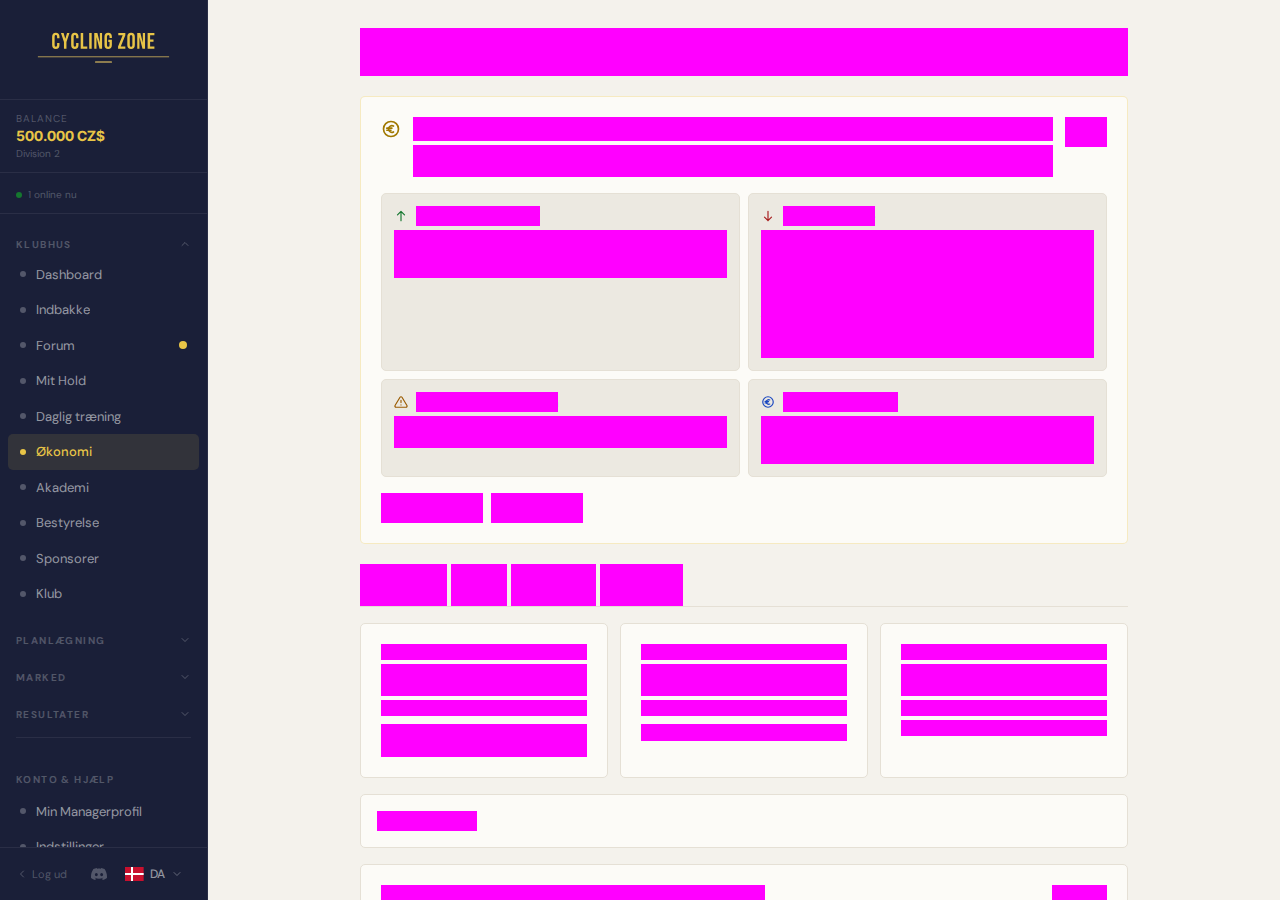 CYCLING ZONE
BALANCE
500.000 CZ$
Division 2
1 online nu
KLUBHUS
Dashboard
Indbakke
Forum
Mit Hold
Daglig træning
Økonomi
Akademi
Bestyrelse
Sponsorer
Klub
PLANLÆGNING
MARKED
RESULTATER
KONTO & HJÆLP
Min Managerprofil
Indstillinger
Log ud
DA